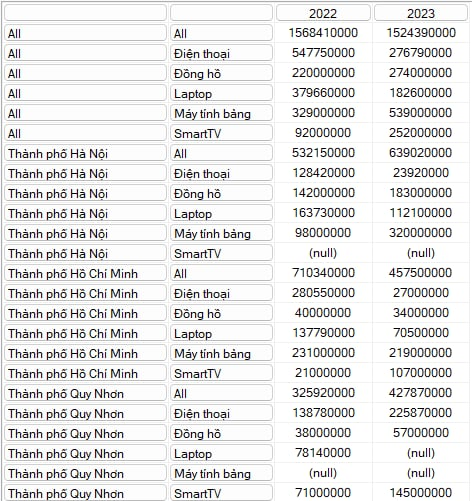 2022 2023
All All 1568410000 1524390000
All Điện thoại 547750000 276790000
All Đồng hồ 220000000 274000000
All Laptop 379660000 182600000
All Máy tính bảng 329000000 539000000
All SmartTV 92000000 252000000
Thành phố Hà Nội All 532150000 639020000
Thành phố Hà Nội Điện thoại 128420000 23920000
Thành phố Hà Nội Đồng hồ 142000000 183000000
Thành phố Hà Nội Laptop 163730000 112100000
Thành phố Hà Nội Máy tính bảng 98000000 320000000
Thành phố Hà Nội SmartTV (null) (null)
Thành phố Hồ Chí Minh All 710340000 457500000
Thành phố Hồ Chí Minh Điện thoại 280550000 27000000
Thành phố Hồ Chí Minh Đồng hồ 40000000 34000000
Thành phố Hồ Chí Minh Laptop 137790000 70500000
Thành phố Hồ Chí Minh Máy tính bảng 231000000 219000000
Thành phố Hồ Chí Minh SmartTV 21000000 107000000
Thành phố Quy Nhơn All 325920000 427870000
Thành phố Quy Nhơn Điện thoại 138780000 225870000
Thành phố Quy Nhơn Đồng hồ 38000000 57000000
Thành phố Quy Nhơn Laptop 78140000 (null)
Thành phố Quy Nhơn Máy tính bảng (null) (null)
Thành phố Quy Nhơn SmartTV 71000000 145000000